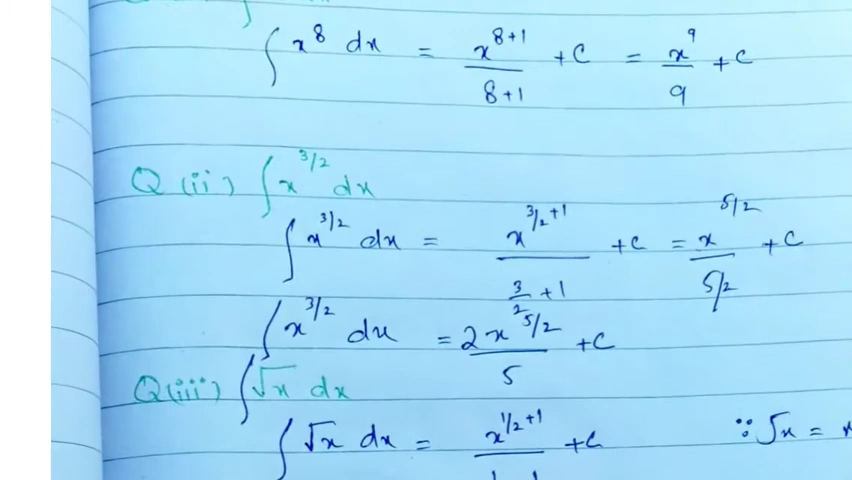 ∫ x^8 dx = x^(8+1)/(8+1) + C = x^9/9 + C
Q (ii) ∫ x^(3/2) dx
∫ x^(3/2) dx = x^(3/2+1)/(3/2+1) + C = x^(5/2)/(5/2) + C
∫ x^(3/2) dx = 2x^(5/2)/5 + C
Q(iii) ∫ √x dx
∫ √x dx = x^(1/2+1) + C ∵ √x =